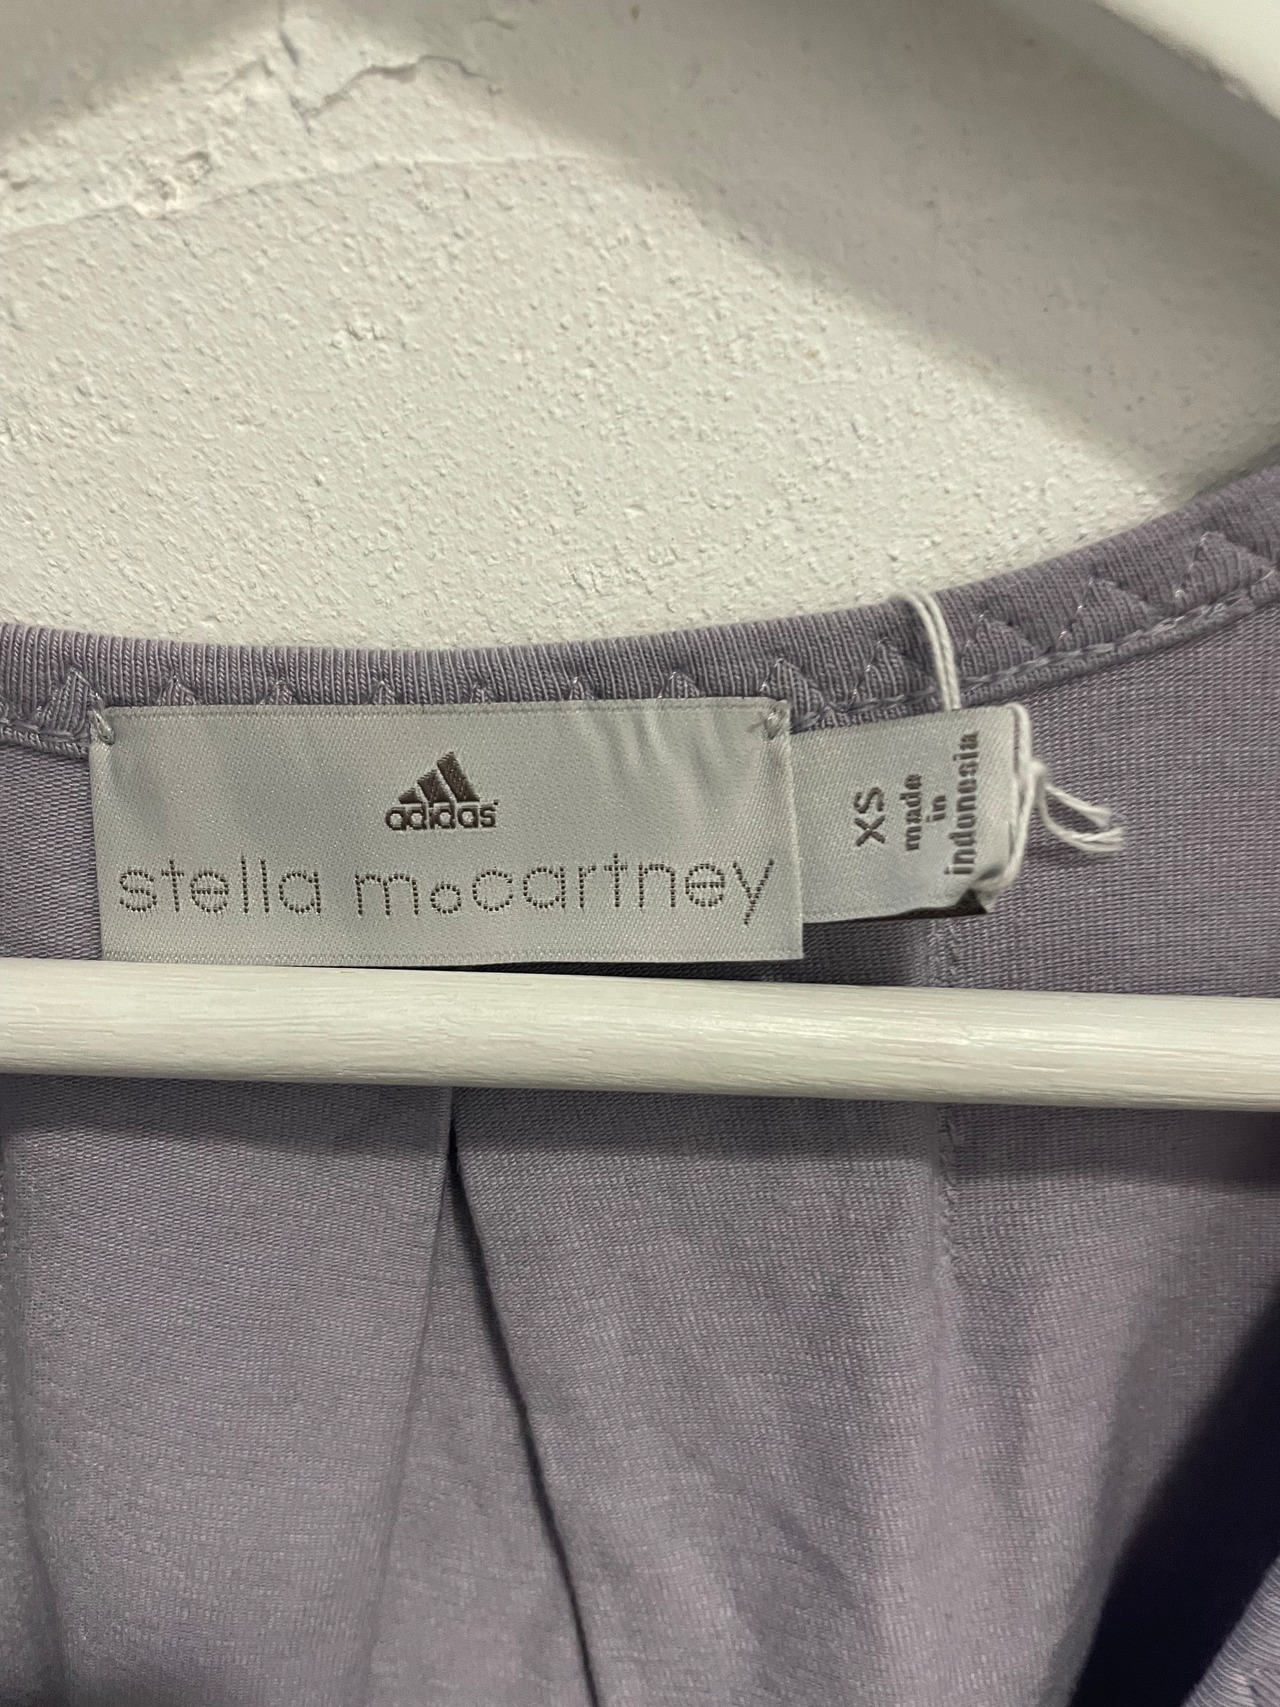 adidas
stella mccartney
XS
made
in
indonesia